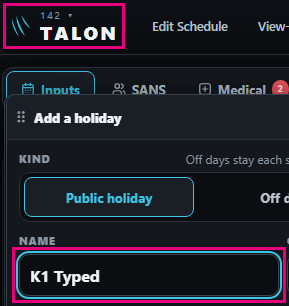 142 ▾
TALON
Edit Schedule View-
Inputs SANS Medical 2
Add a holiday
KIND Off days stay each s
Public holiday Off d
NAME
K1 Typed